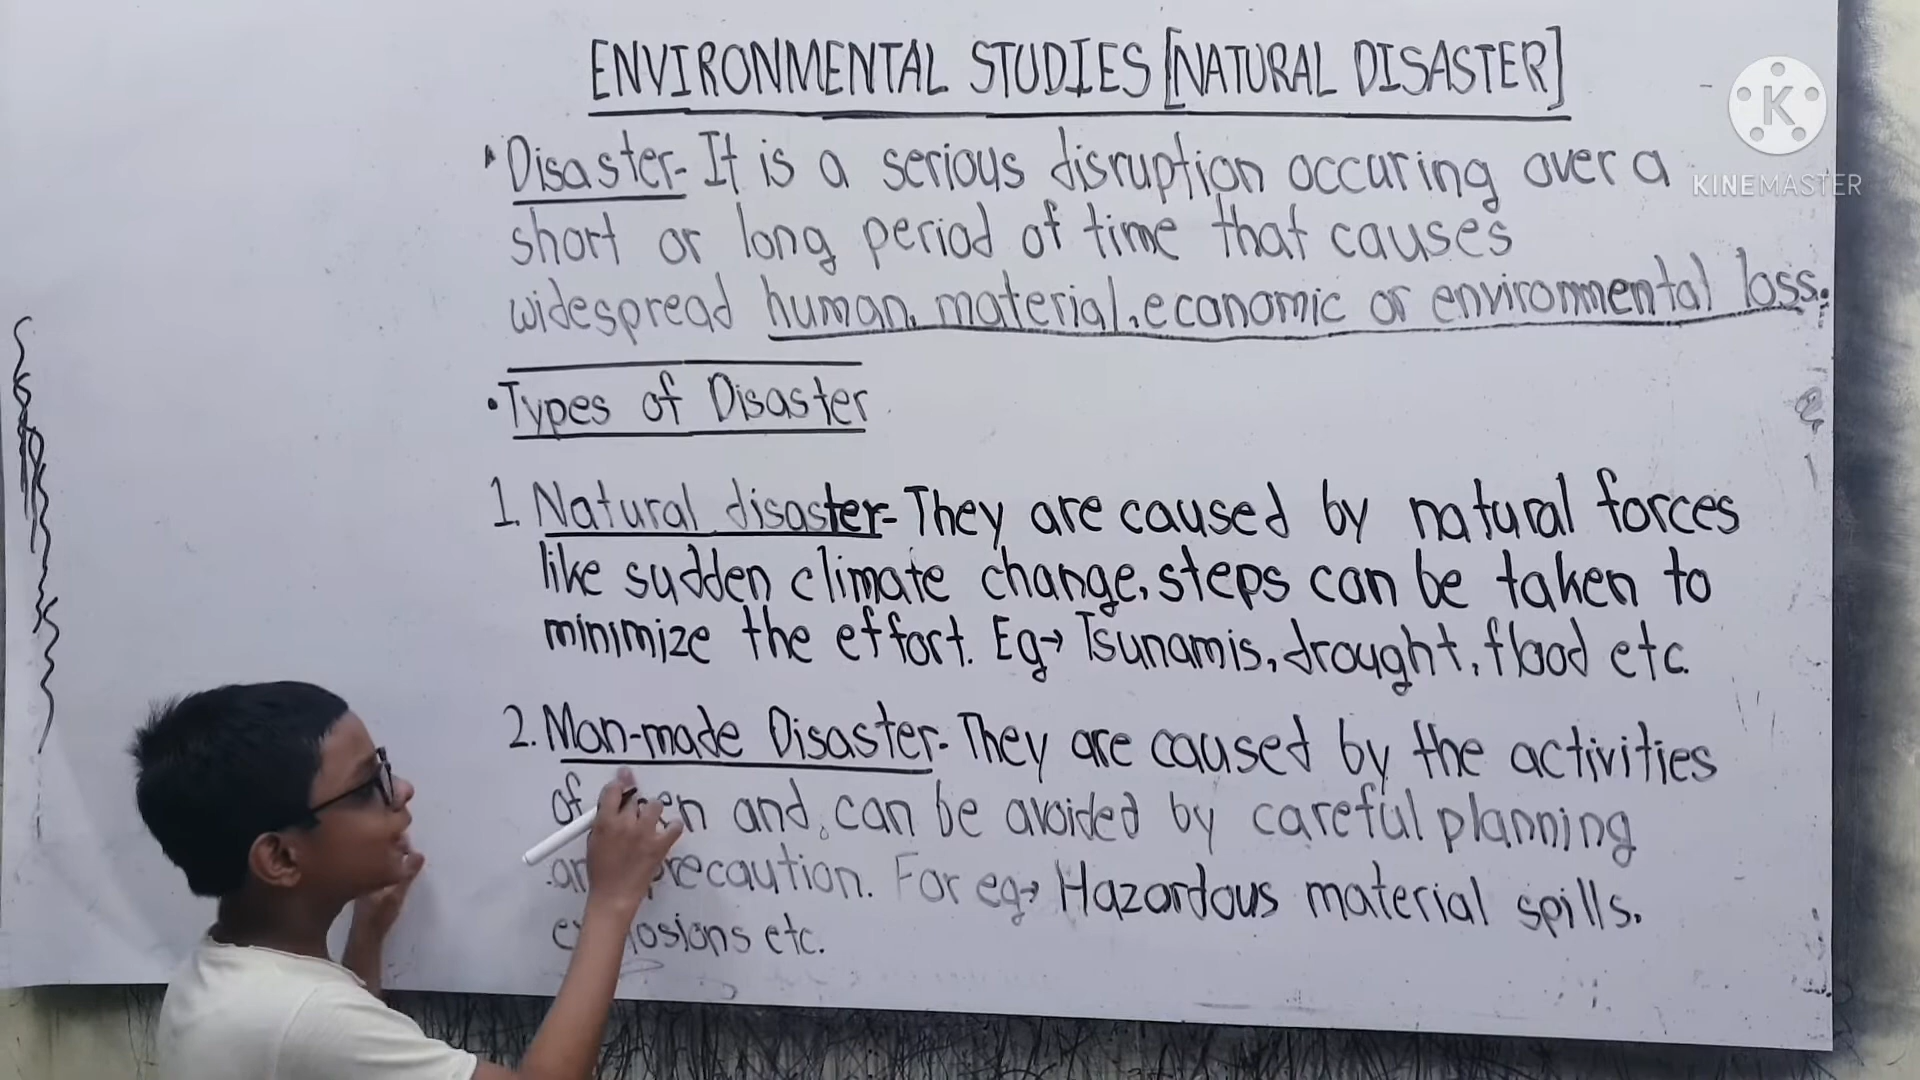 ENVIRONMENTAL STUDIES [NATURAL DISASTER]
K
KINEMASTER
Disaster- It is a serious disruption occuring over a
short or long period of time that causes
widespread human, material, economic or environmental loss.
• Types of Disaster
1. Natural disaster- They are caused by natural forces
like sudden climate change, steps can be taken to
minimize the effort. Eg→ Tsunamis, drought, flood etc.
2. Man-made Disaster- They are caused by the activities
of and can be avoided by careful planning
precaution. For eg→ Hazardous material spills,
etc.